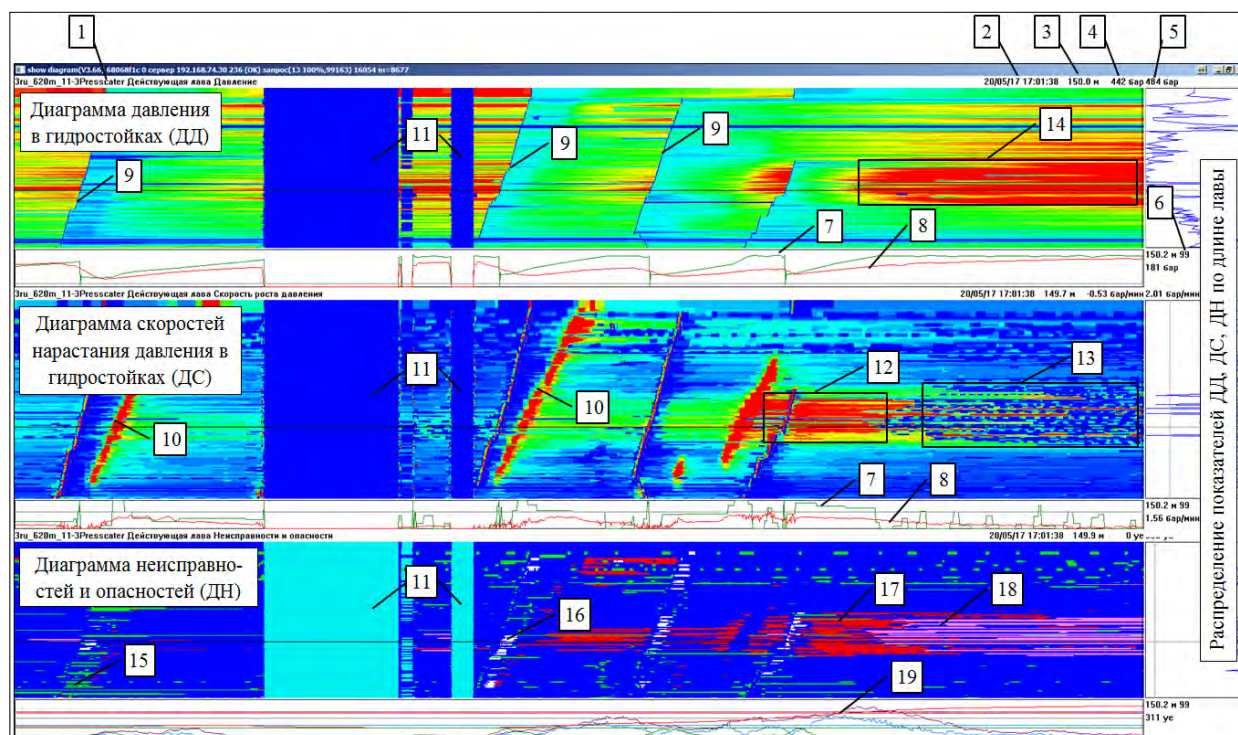 1 2 3 4 5
show diagram(V3.66, 68068f1c 0 сервер 192.168.74.30 236 (OK) запрос(13 100%,99163) 16054 ns=8677
3ru_620m_11-3Presscater Действующая лава Давление 20/05/17 17:01:38 150.0 м 442 бар 484 бар
Диаграмма давления
в гидростойках (ДД)
11
9
9
9
14
6
7
8
150.2 м 99
181 бар
3ru_620m_11-3Presscater Действующая лава Скорость роста давления 20/05/17 17:01:38 149.7 м -0.53 бар/мин 2.01 бар/мин
Диаграмма скоростей
нарастания давления в
гидростойках (ДС)
11
12
13
10
10
7
8
150.2 м 99
1.56 бар/мин
3ru_620m_11-3Presscater Действующая лава Неисправности и опасности 20/05/17 17:01:38 149.9 м 0 ус
Диаграмма неисправно-
стей и опасностей (ДН)
11
16
17
18
15
19
150.2 м 99
311 ус
Распределение показателей ДД, ДС, ДН по длине лавы